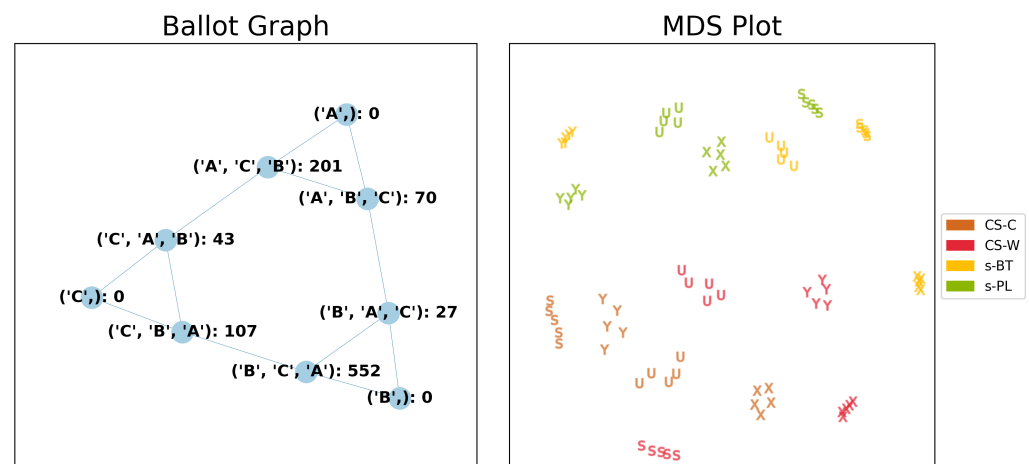 Ballot Graph
('A',): 0
('A', 'C', 'B'): 201
('A', 'B', 'C'): 70
('C', 'A', 'B'): 43
('C',): 0
('B', 'A', 'C'): 27
('C', 'B', 'A'): 107
('B', 'C', 'A'): 552
('B',): 0
MDS Plot
S S S S S
U U U U U
S S S S S
Y Y Y Y Y
U U U U U
X X X X X
Y Y Y Y Y
U U U U U
X X X X X
Y Y Y Y Y
S S S S S
Y Y Y Y Y
U U U U U
X X X X X
X X X X X
S S S S S
CS-C
CS-W
s-BT
s-PL